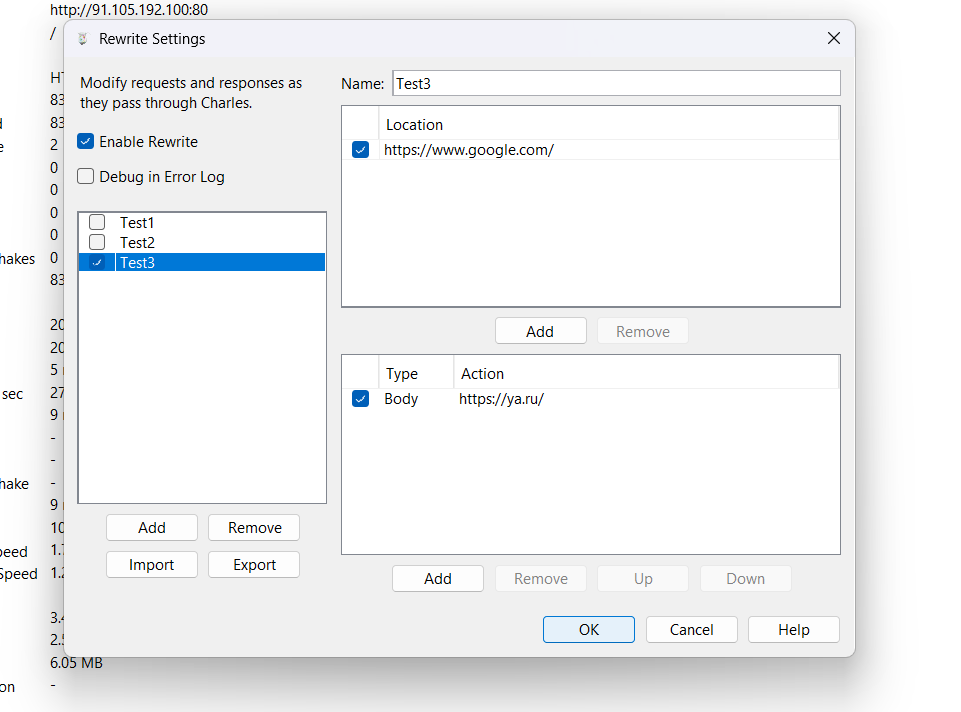 http://91.105.192.100:80
/
Rewrite Settings
Modify requests and responses as
they pass through Charles.
Enable Rewrite
Debug in Error Log
Test1
Test2
Test3
Add Remove
Import Export
Name: Test3
Location
https://www.google.com/
Add Remove
Type Action
Body https://ya.ru/
Add Remove Up Down
OK Cancel Help
83
83
2
0
0
0
0
hakes 0
83
20
20
5
sec 27
9
-
-
hake -
9
10
peed 1.7
Speed 1.2
3.4
2.5
6.05 MB
on -